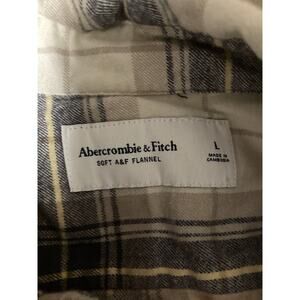 Abercrombie & Fitch
SOFT A&F FLANNEL
L
MADE IN
CAMBODIA